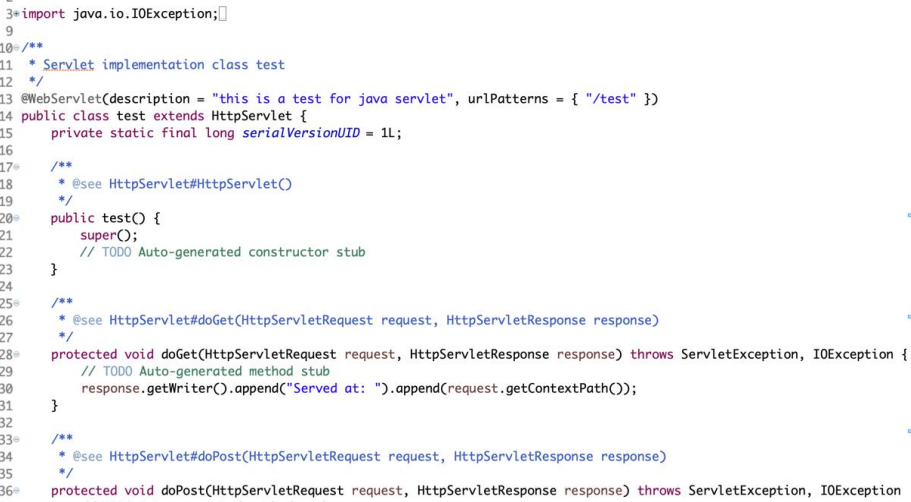 3 import java.io.IOException;
9
10 /**
11  * Servlet implementation class test
12  */
13 @WebServlet(description = "this is a test for java servlet", urlPatterns = { "/test" })
14 public class test extends HttpServlet {
15     private static final long serialVersionUID = 1L;
16
17     /**
18      * @see HttpServlet#HttpServlet()
19      */
20     public test() {
21         super();
22         // TODO Auto-generated constructor stub
23     }
24
25     /**
26      * @see HttpServlet#doGet(HttpServletRequest request, HttpServletResponse response)
27      */
28     protected void doGet(HttpServletRequest request, HttpServletResponse response) throws ServletException, IOException {
29         // TODO Auto-generated method stub
30         response.getWriter().append("Served at: ").append(request.getContextPath());
31     }
32
33     /**
34      * @see HttpServlet#doPost(HttpServletRequest request, HttpServletResponse response)
35      */
36     protected void doPost(HttpServletRequest request, HttpServletResponse response) throws ServletException, IOException